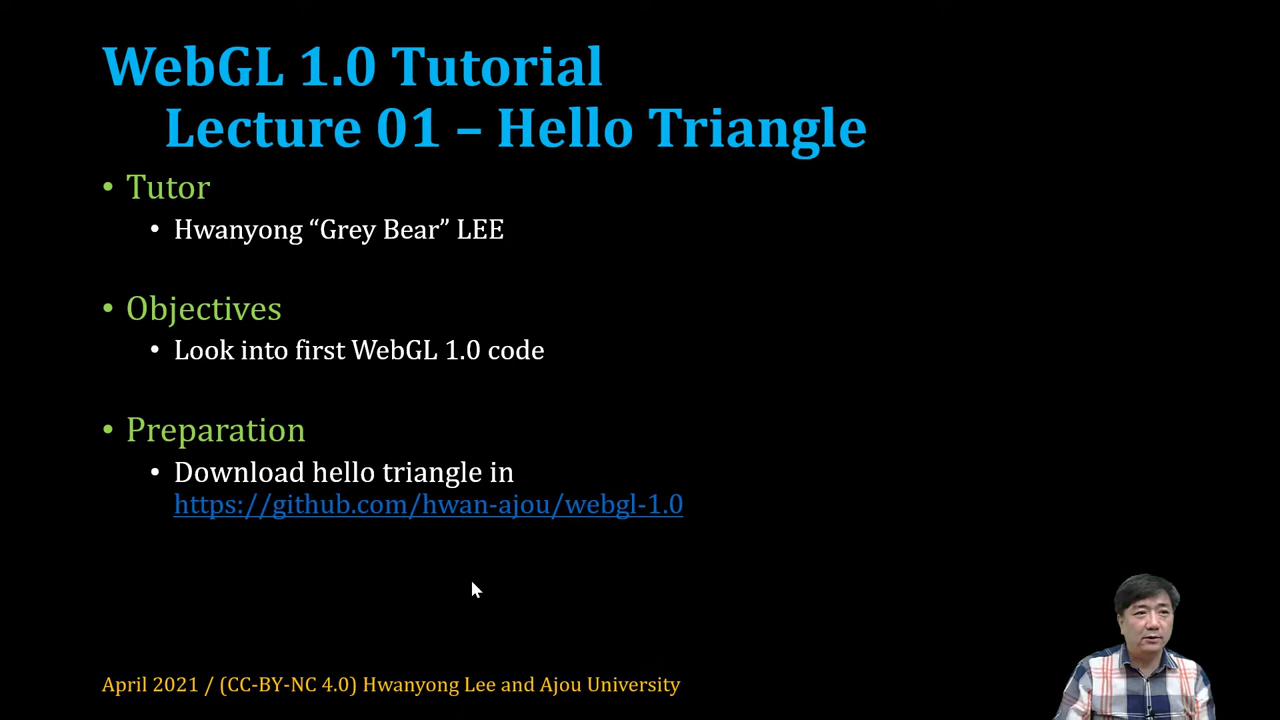 WebGL 1.0 Tutorial
Lecture 01 – Hello Triangle
• Tutor
• Hwanyong “Grey Bear” LEE
• Objectives
• Look into first WebGL 1.0 code
• Preparation
• Download hello triangle in
https://github.com/hwan-ajou/webgl-1.0
April 2021 / (CC-BY-NC 4.0) Hwanyong Lee and Ajou University